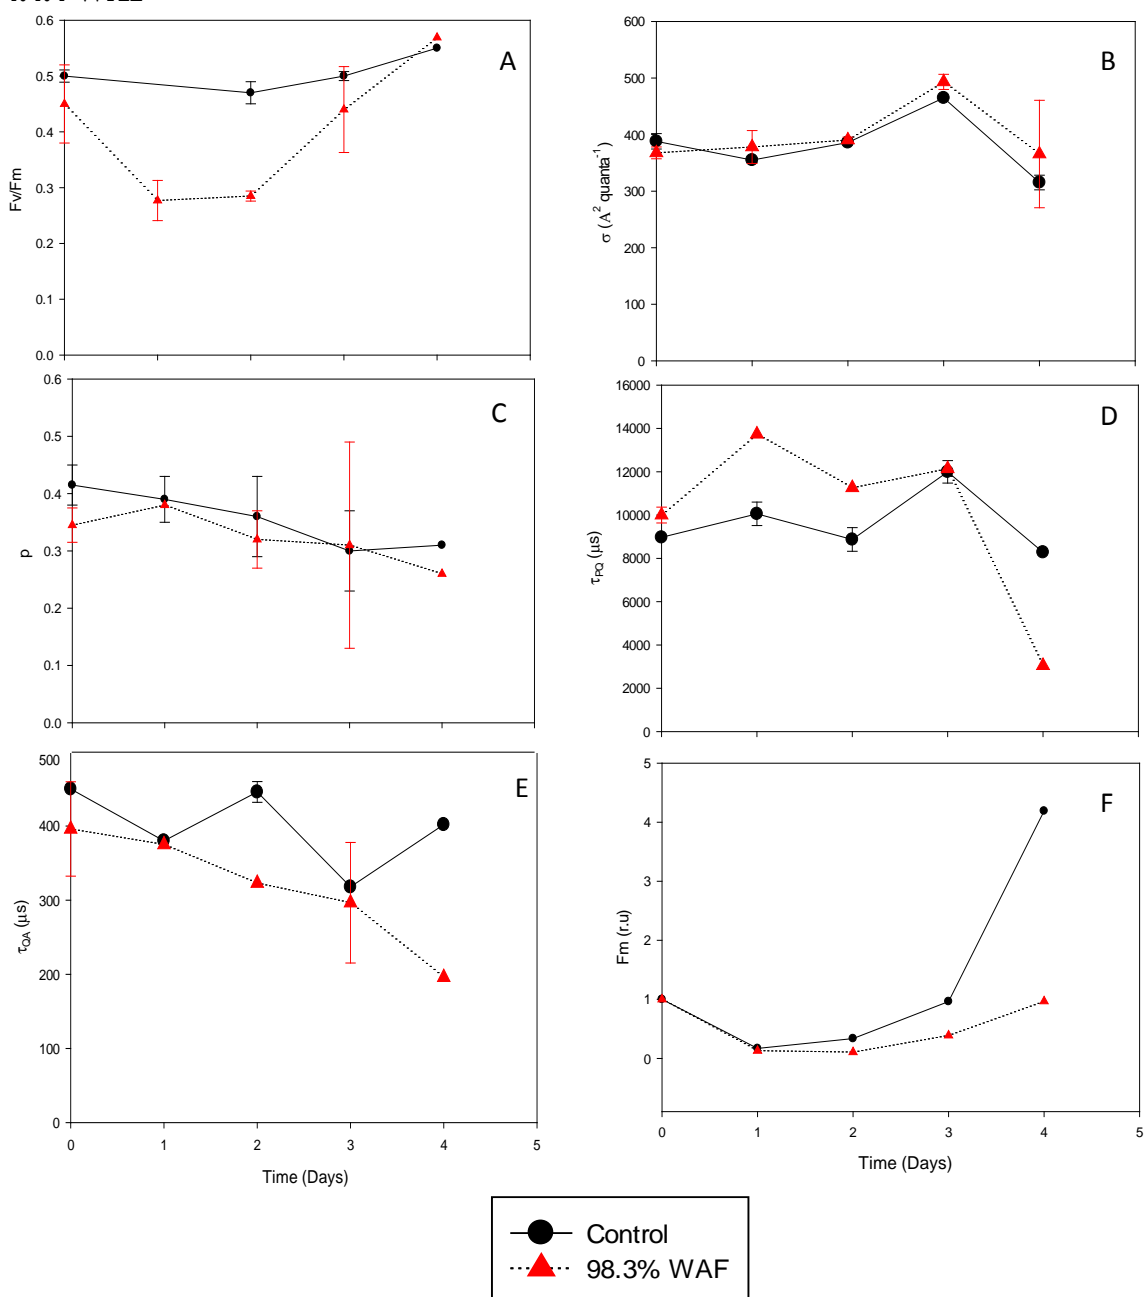 0.6
0.5
0.4
0.3
0.2
0.1
0.0
Fv/Fm
A
600
500
400
300
200
100
0
σ (A² quanta⁻¹)
B
0.6
0.5
0.4
0.3
0.2
0.1
0.0
p
C
16000
14000
12000
10000
8000
6000
4000
2000
0
τPQ (μs)
D
500
400
300
200
100
0
τQA (μs)
E
0 1 2 3 4 5
Time (Days)
5
4
3
2
1
0
Fm (r.u)
F
0 1 2 3 4 5
Time (Days)
Control
98.3% WAF